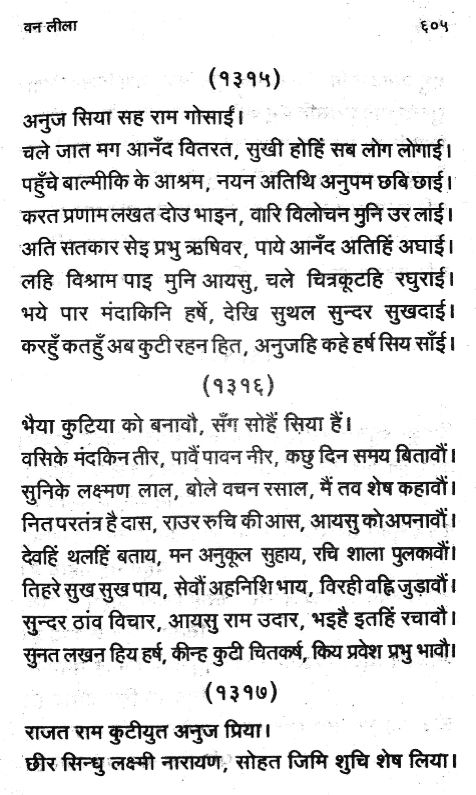 वन लीला ६०५
(१३१५)
अनुज सिया सह राम गोसाईं।
चले जात मग आनँद वितरत, सुखी होहिं सब लोग लोगाई।
पहुँचे बाल्मीकि के आश्रम, नयन अतिथि अनुपम छबि छाई।
करत प्रणाम लखत दोउ भाइन, वारि विलोचन मुनि उर लाई।
अति सतकार सेइ प्रभु ऋषिवर, पाये आनँद अतिहिं अघाई।
लहि विश्राम पाइ मुनि आयसु, चले चित्रकूटहि रघुराई।
भये पार मंदाकिनि हर्षे, देखि सुथल सुन्दर सुखदाई।
करहुँ कतहुँ अब कुटी रहन हित, अनुजहि कहे हर्ष सिय साँई।
(१३१६)
भैया कुटिया को बनावौ, सँग सोहैं सिया हैं।
वसिके मंदकिन तीर, पावैं पावन नीर, कछु दिन समय बितावौं।
सुनिके लक्ष्मण लाल, बोले वचन रसाल, मैं तव शेष कहावौं।
नित परतंत्र है दास, राउर रुचि की आस, आयसु को अपनावौं।
देवहिं थलहिं बताय, मन अनुकूल सुहाय, रचि शाला पुलकावौं।
तिहरे सुख सुख पाय, सेवौं अहनिशि भाय, विरही वह्नि जुड़ावौं।
सुन्दर ठांव विचार, आयसु राम उदार, भइहै इतहिं रचावौ।
सुनत लखन हिय हर्ष, कीन्ह कुटी चितकर्ष, किय प्रवेश प्रभु भावौ।
(१३१७)
राजत राम कुटीयुत अनुज प्रिया।
छीर सिन्धु लक्ष्मी नारायण, सोहत जिमि शुचि शेष लिया।